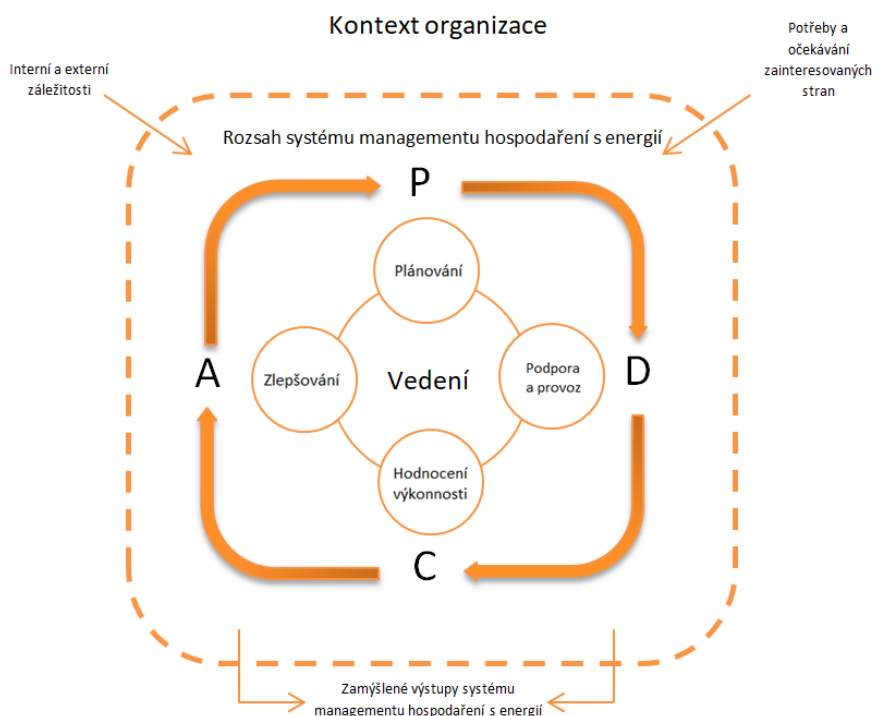 Kontext organizace
Interní a externí
záležitosti
Potřeby a
očekávání
zainteresovaných
stran
Rozsah systému managementu hospodaření s energií
P
Plánování
A
Zlepšování
Vedení
Podpora
a provoz
D
Hodnocení
výkonnosti
C
Zamýšlené výstupy systému
managementu hospodaření s energií